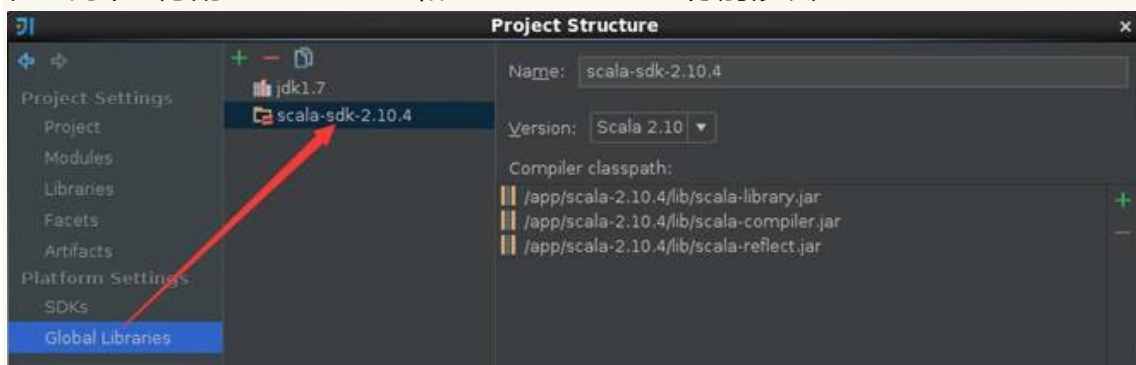 Project Structure
Project Settings
Project
Modules
Libraries
Facets
Artifacts
Platform Settings
SDKs
Global Libraries
jdk1.7
scala-sdk-2.10.4
Name: scala-sdk-2.10.4
Version: Scala 2.10
Compiler classpath:
/app/scala-2.10.4/lib/scala-library.jar
/app/scala-2.10.4/lib/scala-compiler.jar
/app/scala-2.10.4/lib/scala-reflect.jar